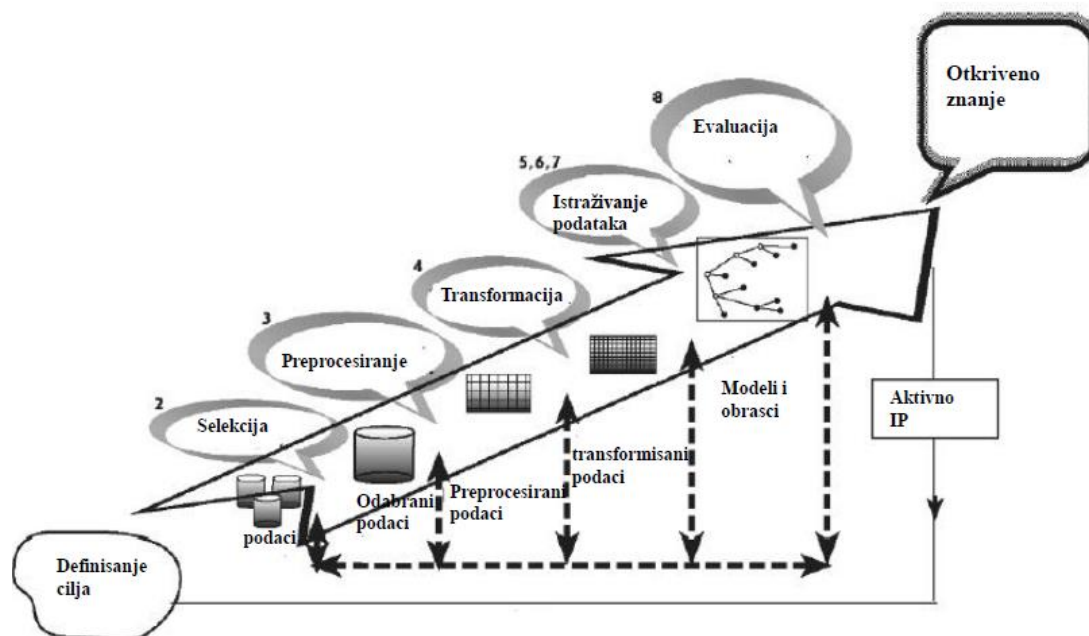 Otkriveno
znanje
8
Evaluacija
5,6,7
Istraživanje
podataka
4
Transformacija
3
Preprocesiranje
2
Selekcija
Modeli i
obrasci
Aktivno
IP
transformisani
podaci
Odabrani
podaci
Preprocesirani
podaci
podaci
Definisanje
cilja